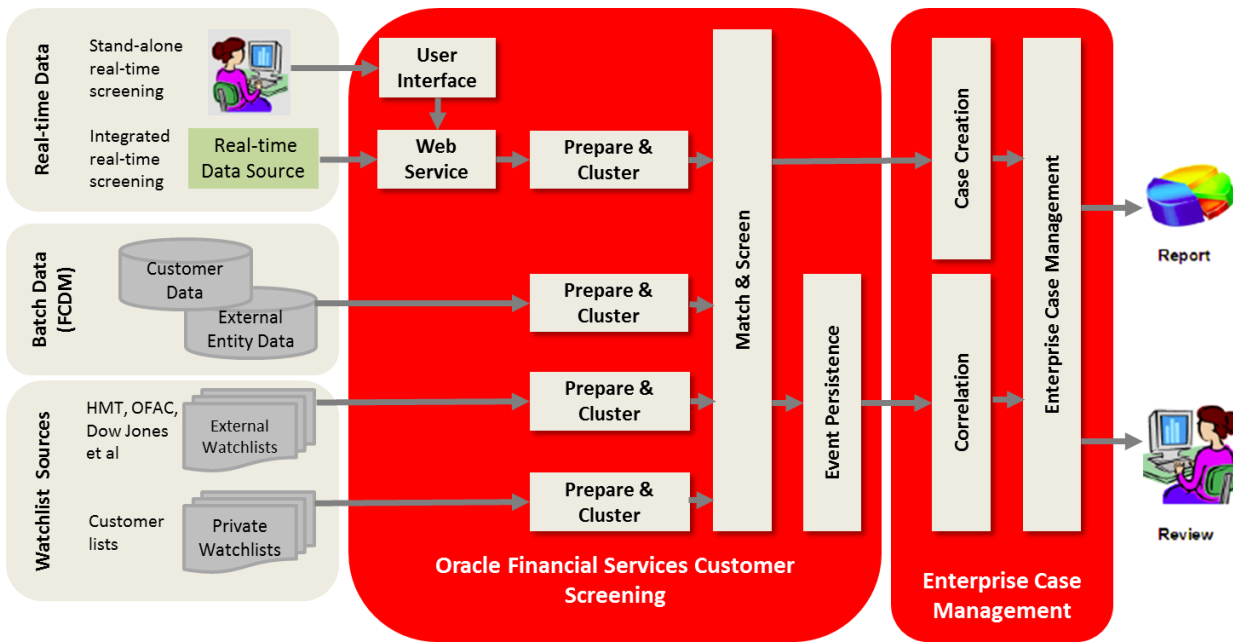 Real-time Data
Stand-alone
real-time
screening
Integrated
real-time
screening
Real-time
Data Source
Batch Data
(FCDM)
Customer
Data
External
Entity Data
Watchlist Sources
HMT, OFAC,
Dow Jones
et al
External
Watchlists
Customer
lists
Private
Watchlists
User
Interface
Web
Service
Prepare &
Cluster
Prepare &
Cluster
Prepare &
Cluster
Prepare &
Cluster
Match & Screen
Event Persistence
Oracle Financial Services Customer
Screening
Case Creation
Correlation
Enterprise Case Management
Enterprise Case
Management
Report
Review